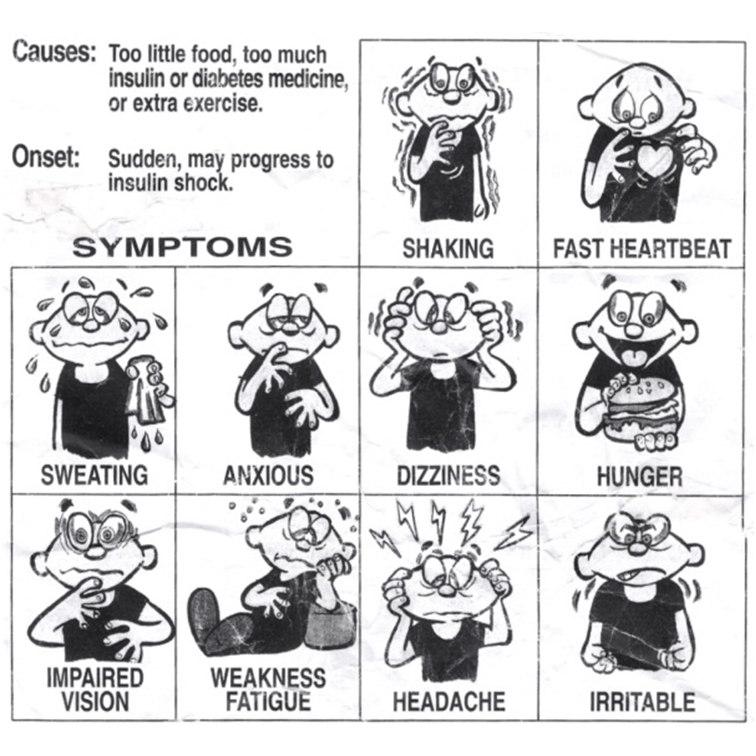 Causes: Too little food, too much
insulin or diabetes medicine,
or extra exercise.
Onset: Sudden, may progress to
insulin shock.
SYMPTOMS
SHAKING
FAST HEARTBEAT
SWEATING
ANXIOUS
DIZZINESS
HUNGER
IMPAIRED
VISION
WEAKNESS
FATIGUE
HEADACHE
IRRITABLE